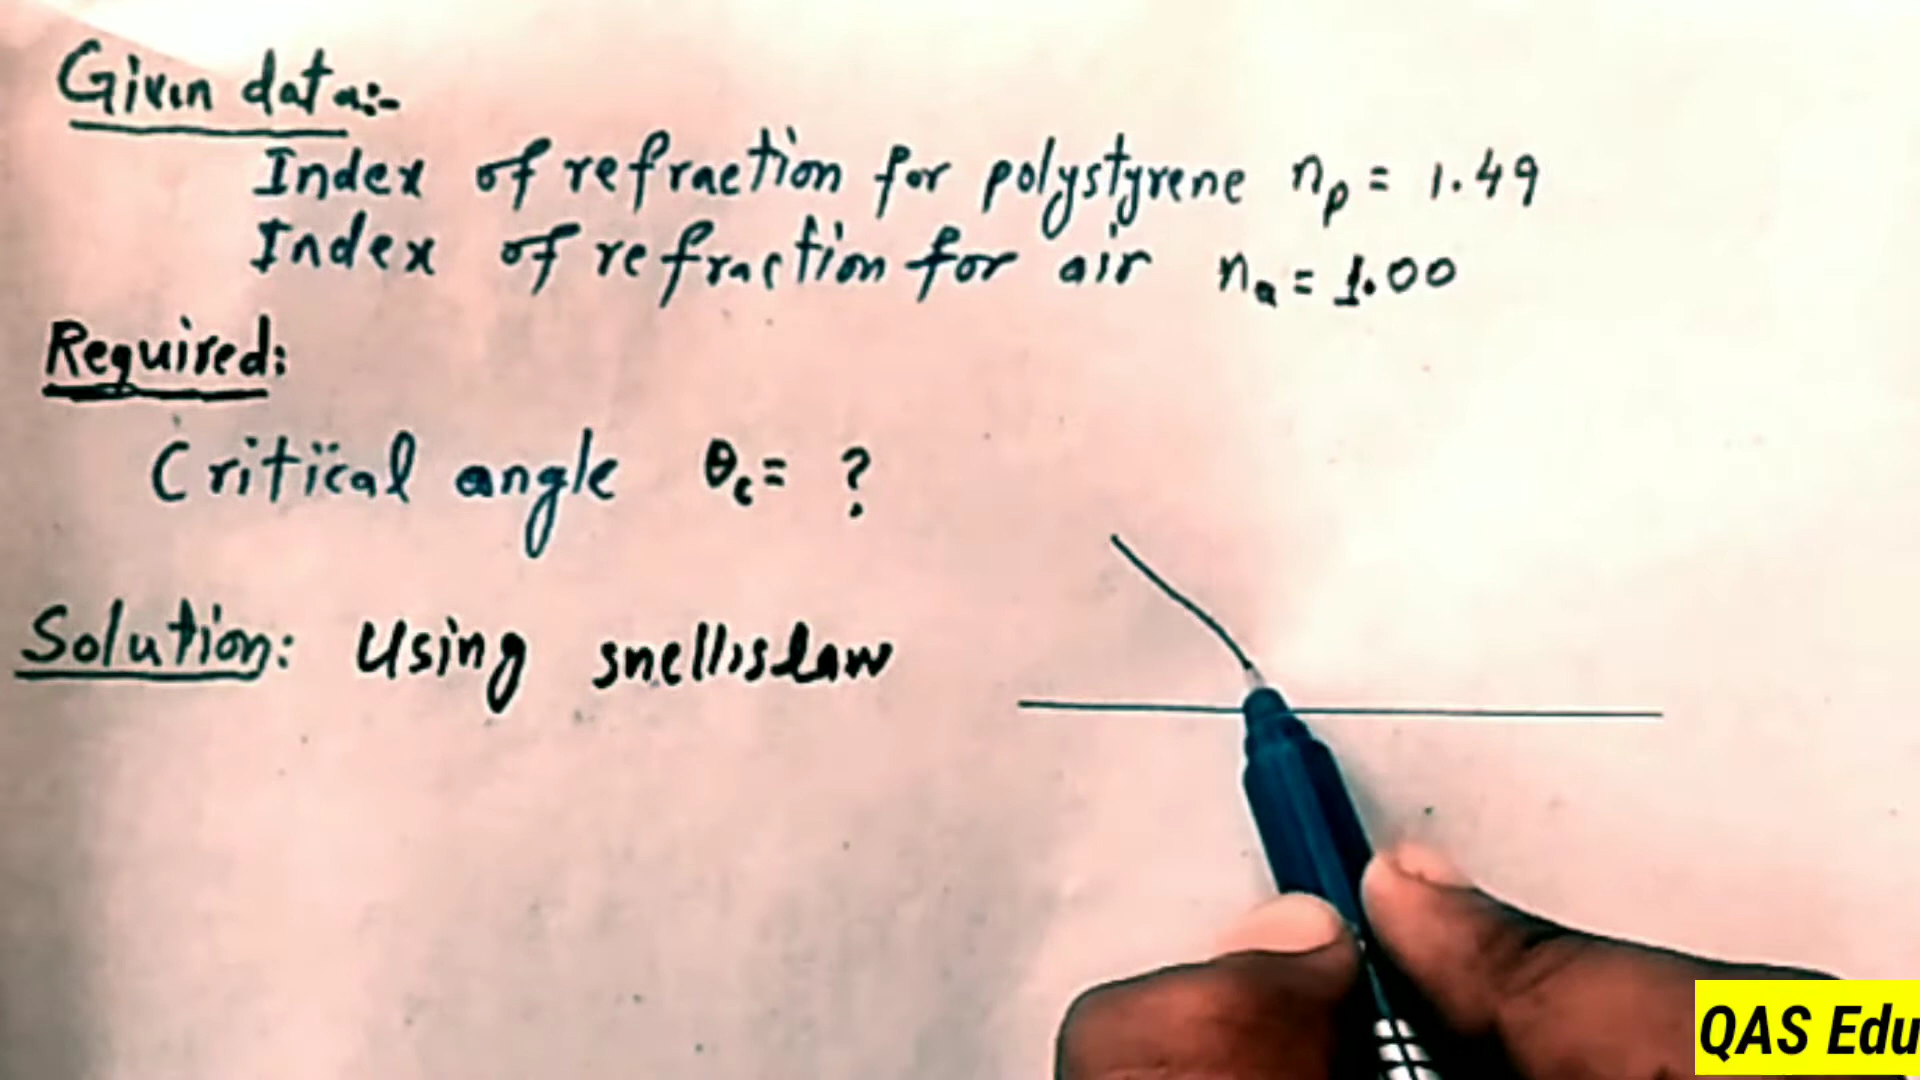 Given data:-
Index of refraction for polystyrene nₚ = 1.49
Index of refraction for air nₐ = 1.00
Required:
Critical angle θc = ?
Solution: Using snell's law
QAS Edu